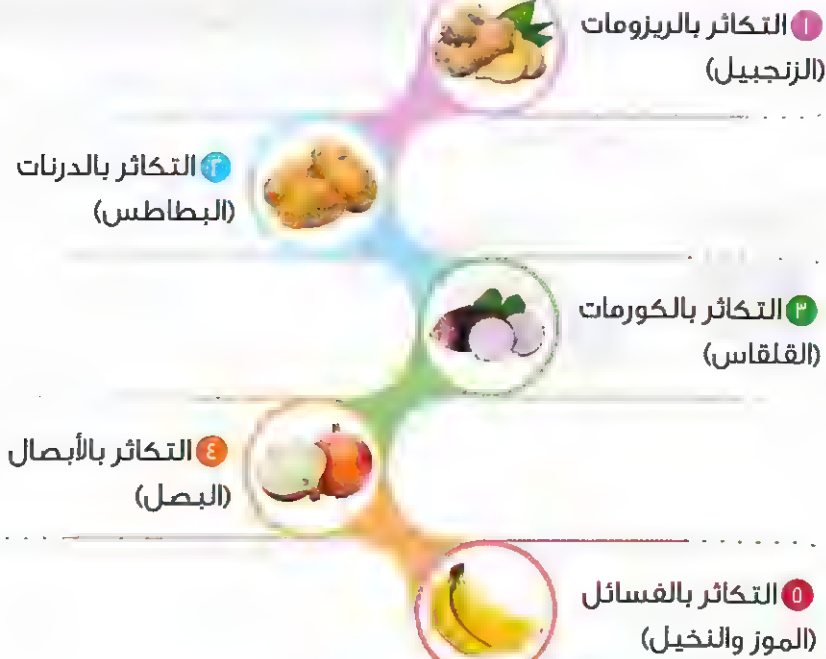 ١ التكاثر بالريزومات
(الزنجبيل)
٢ التكاثر بالدرنات
(البطاطس)
٣ التكاثر بالكورمات
(القلقاس)
٤ التكاثر بالأبصال
(البصل)
٥ التكاثر بالفسائل
(الموز والنخيل)